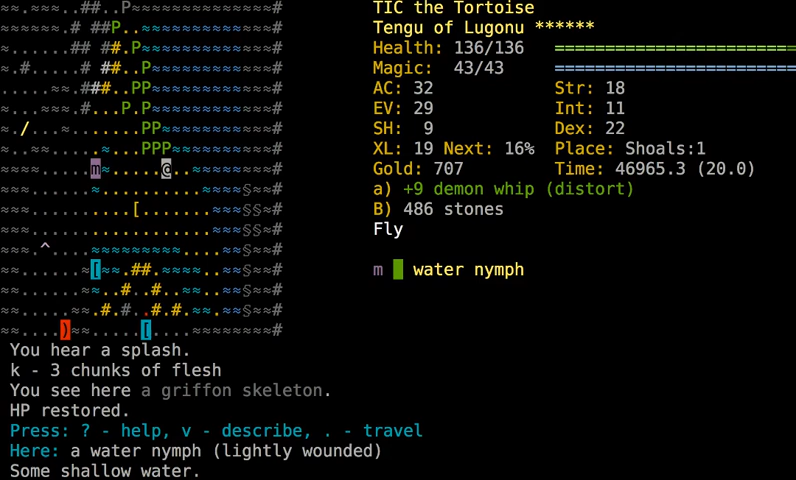 TIC the Tortoise
Tengu of Lugonu ******
Health: 136/136
Magic: 43/43
AC: 32 Str: 18
EV: 29 Int: 11
SH: 9 Dex: 22
XL: 19 Next: 16% Place: Shoals:1
Gold: 707 Time: 46965.3 (20.0)
a) +9 demon whip (distort)
B) 486 stones
Fly
m water nymph
You hear a splash.
k - 3 chunks of flesh
You see here a griffon skeleton.
HP restored.
Press: ? - help, v - describe, . - travel
Here: a water nymph (lightly wounded)
Some shallow water.